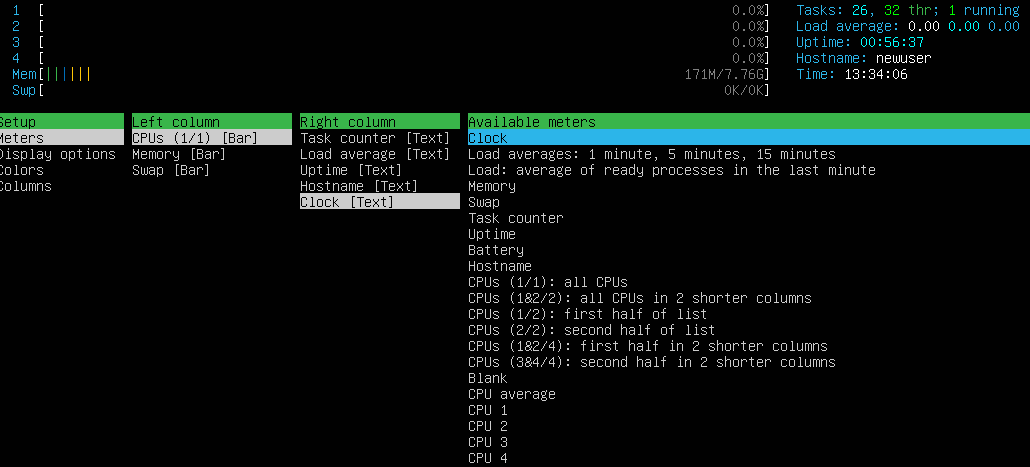 1 [ 0.0%] Tasks: 26, 32 thr; 1 running
2 [ 0.0%] Load average: 0.00 0.00 0.00
3 [ 0.0%] Uptime: 00:56:37
4 [ 0.0%] Hostname: newuser
Mem[|||||| 171M/7.76G] Time: 13:34:06
Swp[ 0K/0K]
Setup Left column Right column Available meters
Meters CPUs (1/1) [Bar] Task counter [Text] Clock
Display options Memory [Bar] Load average [Text] Load averages: 1 minute, 5 minutes, 15 minutes
Colors Swap [Bar] Uptime [Text] Load: average of ready processes in the last minute
Columns Hostname [Text] Memory
Clock [Text] Swap
Task counter
Uptime
Battery
Hostname
CPUs (1/1): all CPUs
CPUs (1&2/2): all CPUs in 2 shorter columns
CPUs (1/2): first half of list
CPUs (2/2): second half of list
CPUs (1&2/4): first half in 2 shorter columns
CPUs (3&4/4): second half in 2 shorter columns
Blank
CPU average
CPU 1
CPU 2
CPU 3
CPU 4